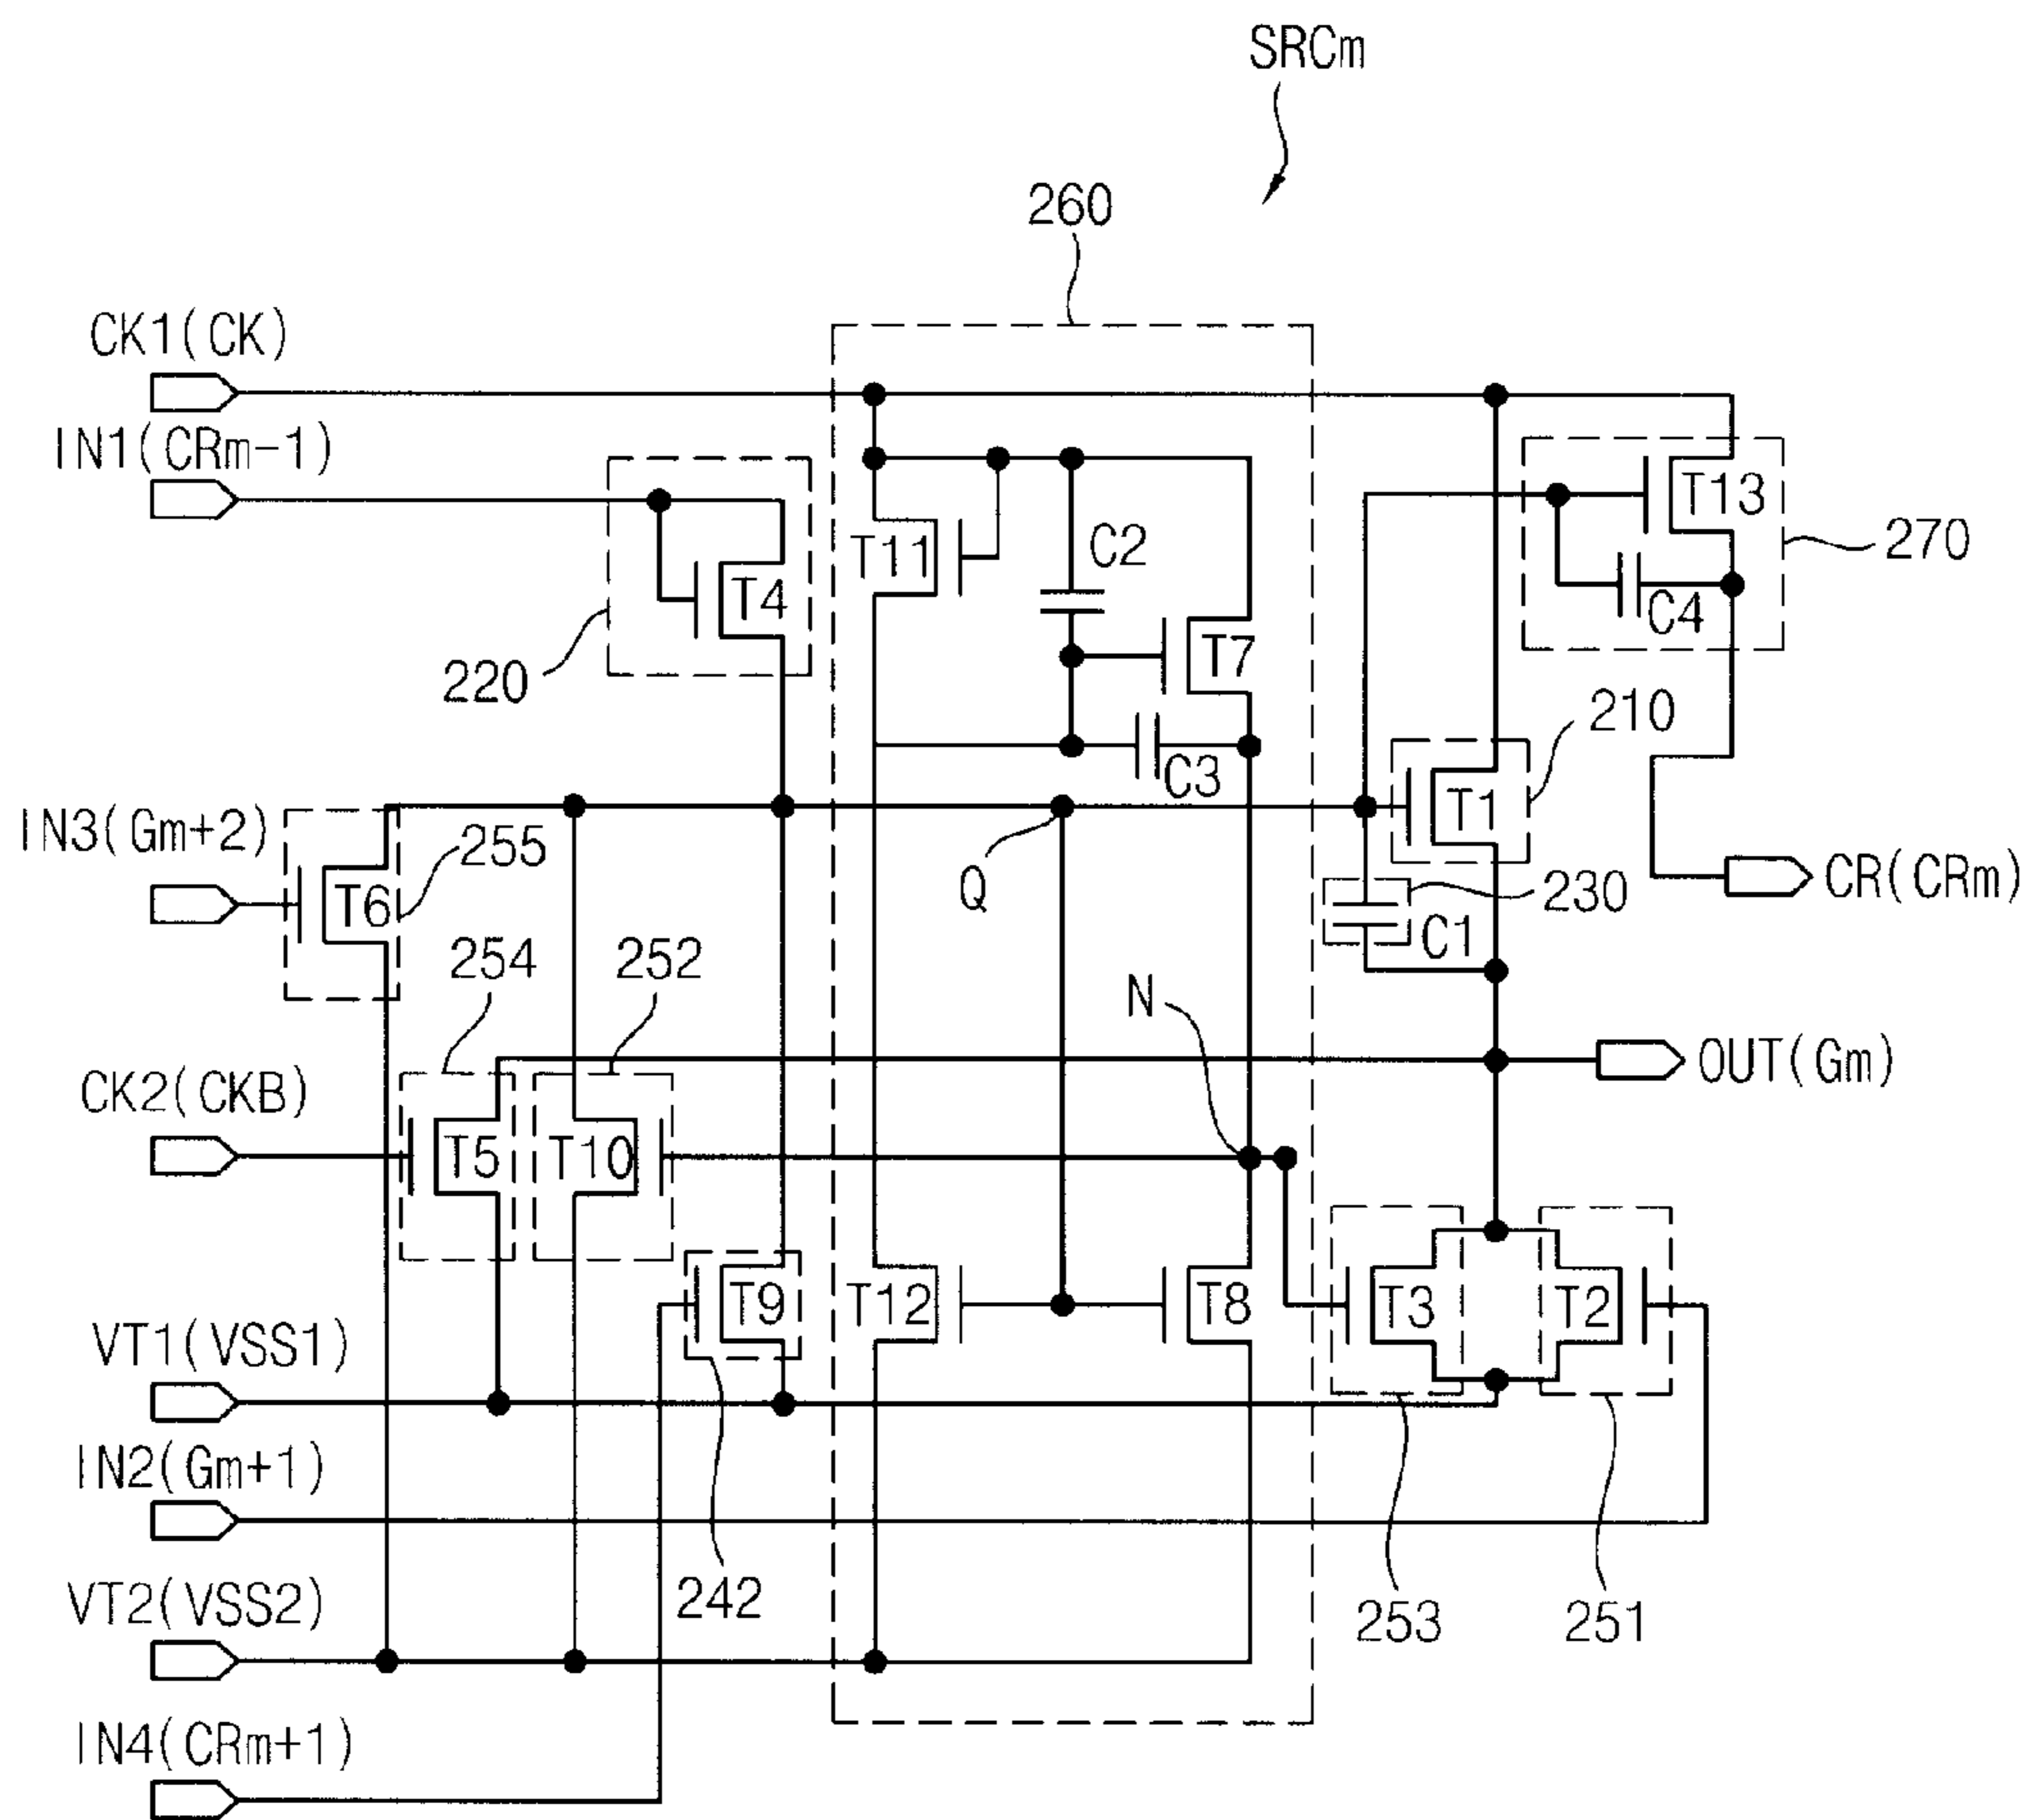 SRCm
260
CK1(CK)
IN1(CRm-1)
T13
T11
C2
270
T4
C4
T7
220
210
C3
T1
IN3(Gm+2)
255
T6
Q
230
CR(CRm)
C1
254
252
N
CK2(CKB)
OUT(Gm)
T5
T10
T9
T12
T8
T3
T2
VT1(VSS1)
IN2(Gm+1)
VT2(VSS2)
242
253
251
IN4(CRm+1)